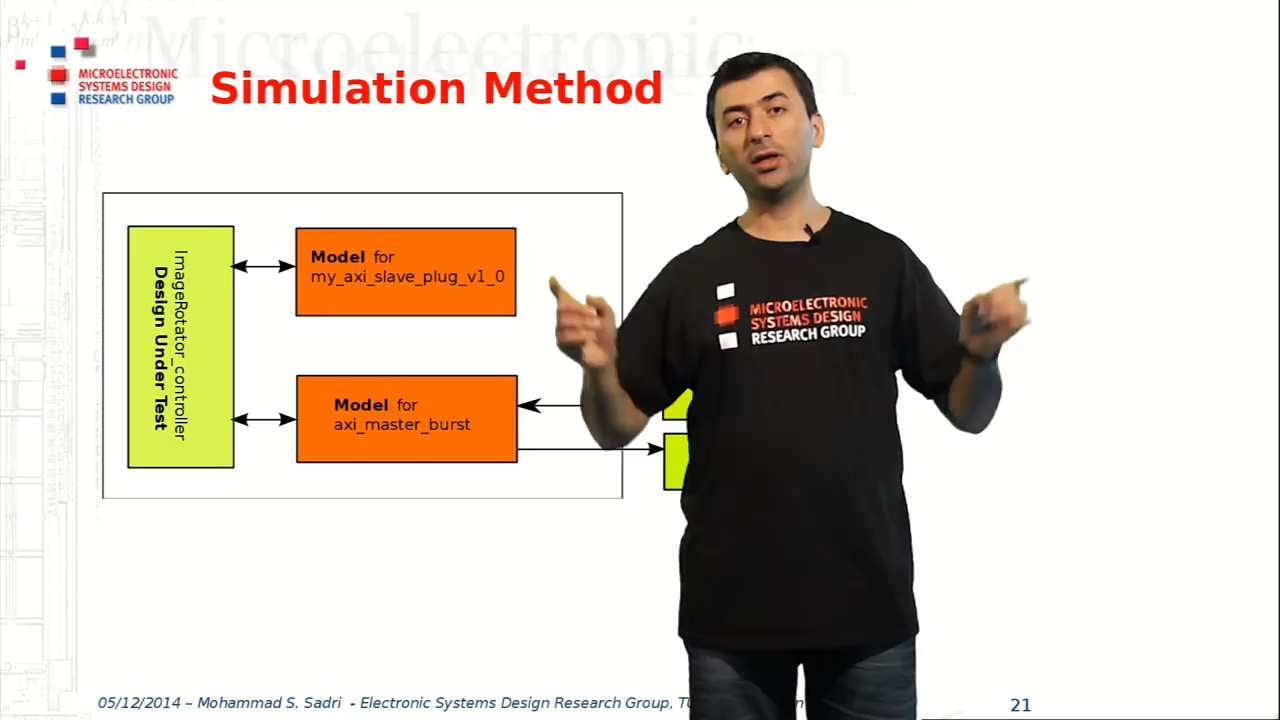 Microelectronic
MICROELECTRONIC
SYSTEMS DESIGN
RESEARCH GROUP
Simulation Method
ImageRotator_controller
Design Under Test
Model for
my_axi_slave_plug_v1_0
Model for
axi_master_burst
MICROELECTRONIC
SYSTEMS DESIGN
RESEARCH GROUP
05/12/2014 – Mohammad S. Sadri - Electronic Systems Design Research Group,
21